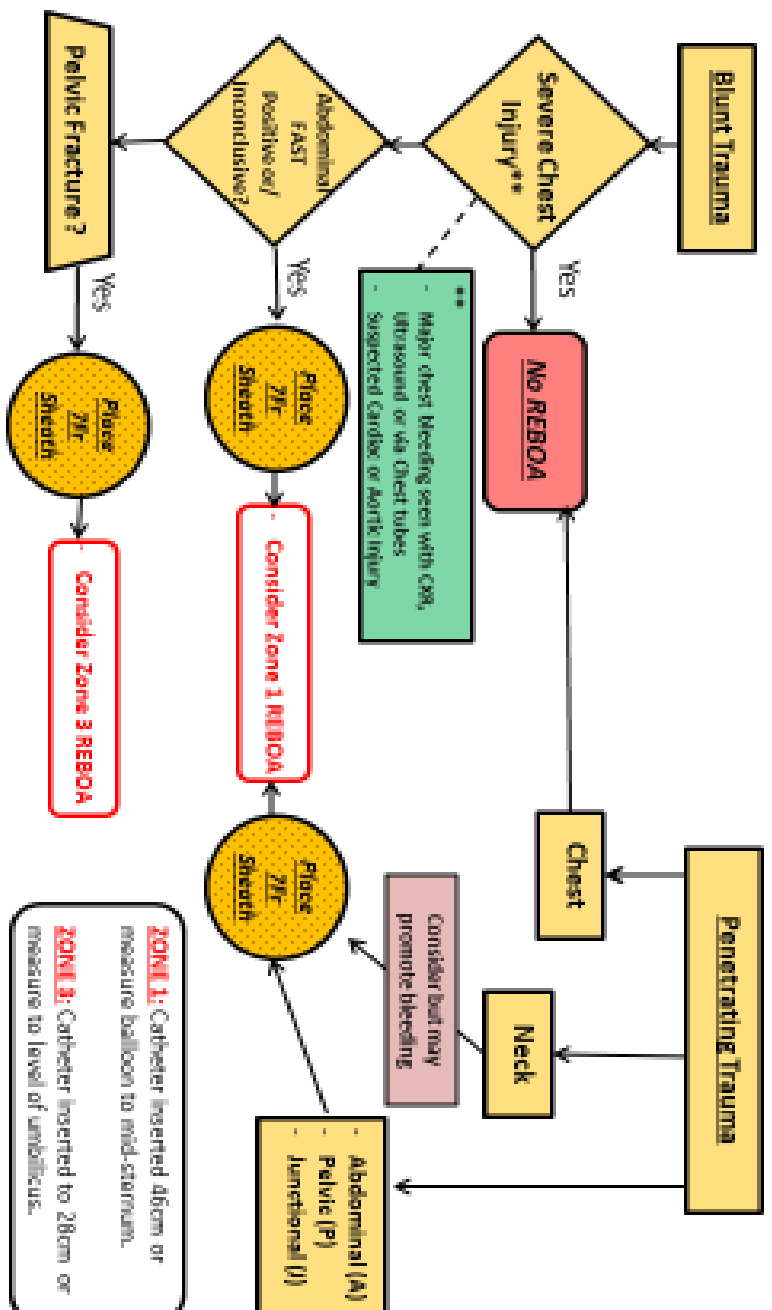 Blunt Trauma
Penetrating Trauma
Severe Chest
Injury**
Yes
No REBOA
Chest
Neck
- Abdominal (A)
- Pelvic (P)
- Junctional (J)
**
- Major chest bleeding seen with CXR,
Ultrasound or via Chest tubes
- Suspected Cardiac or Aortic Injury
Consider but may
promote bleeding
Abdominal
FAST
Positive or/
Inconclusive?
Yes
Place
7Fr
Sheath
- Consider Zone 1 REBOA
Place
7Fr
Sheath
Pelvic Fracture ?
Yes
Place
7Fr
Sheath
- Consider Zone 3 REBOA
ZONE 1: Catheter inserted 46cm or
measure balloon to mid-sternum.
ZONE 3: Catheter inserted to 28cm or
measure to level of umbilicus.